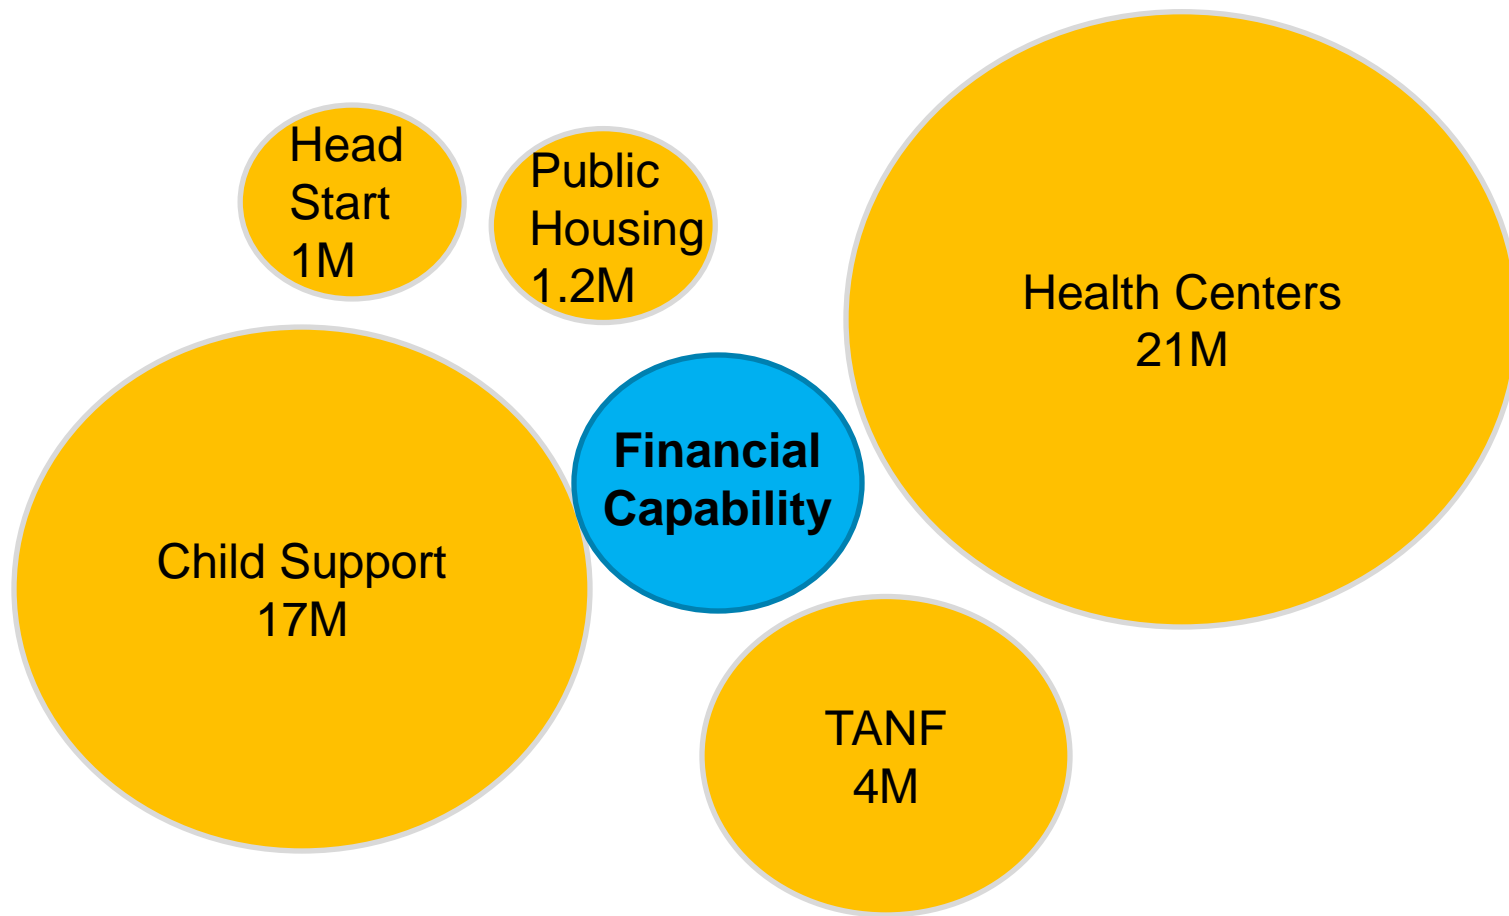 Head
Start
1M
Public
Housing
1.2M
Health Centers
21M
Financial
Capability
Child Support
17M
TANF
4M